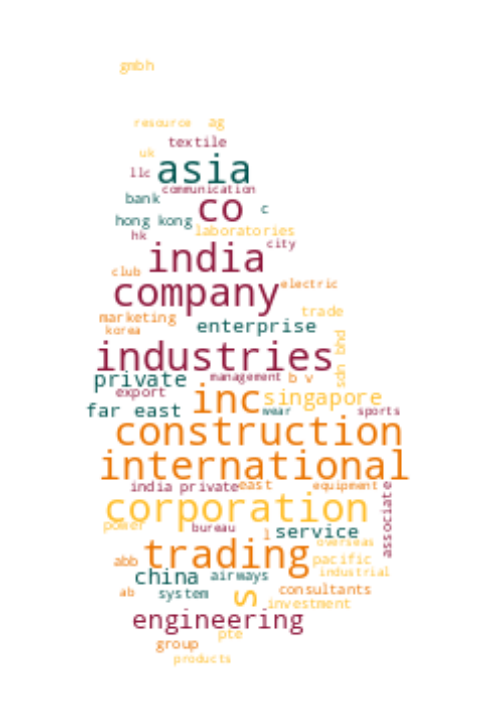 gmbh
resource ag
textile
uk
llc asia
communication
bank co c
hong kong
hk laboratories
city
india
club electric
company
marketing trade
korea enterprise
sdn bhd
industries
private management b v
export inc singapore
far east wear sports
construction
international
india private east equipment
associate
corporation
power bureau l service
overseas
trading pacific
abb industrial
china airways
ab system s consultants
investment
engineering
pte
group
products